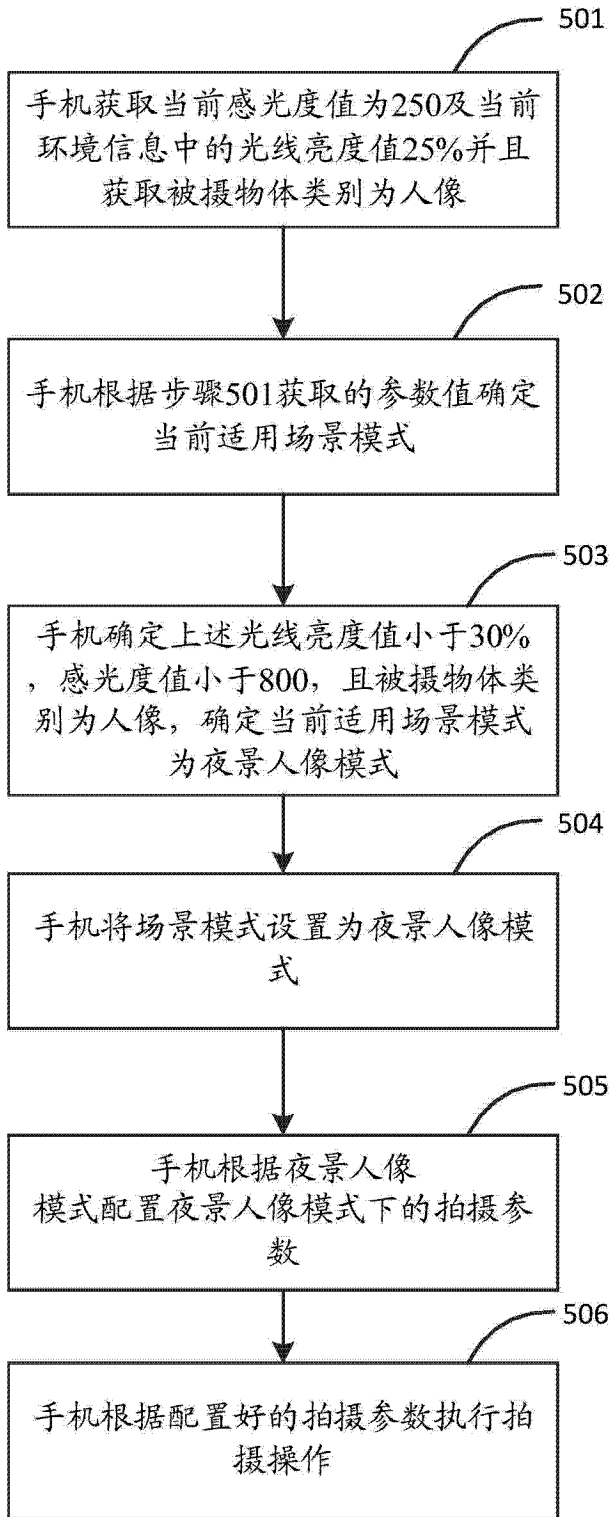 501
手机获取当前感光度值为250及当前
环境信息中的光线亮度值25%并且
获取被摄物体类别为人像
502
手机根据步骤501获取的参数值确定
当前适用场景模式
503
手机确定上述光线亮度值小于30%
，感光度值小于800，且被摄物体类
别为人像，确定当前适用场景模式
为夜景人像模式
504
手机将场景模式设置为夜景人像模
式
505
手机根据夜景人像
模式配置夜景人像模式下的拍摄参
数
506
手机根据配置好的拍摄参数执行拍
摄操作